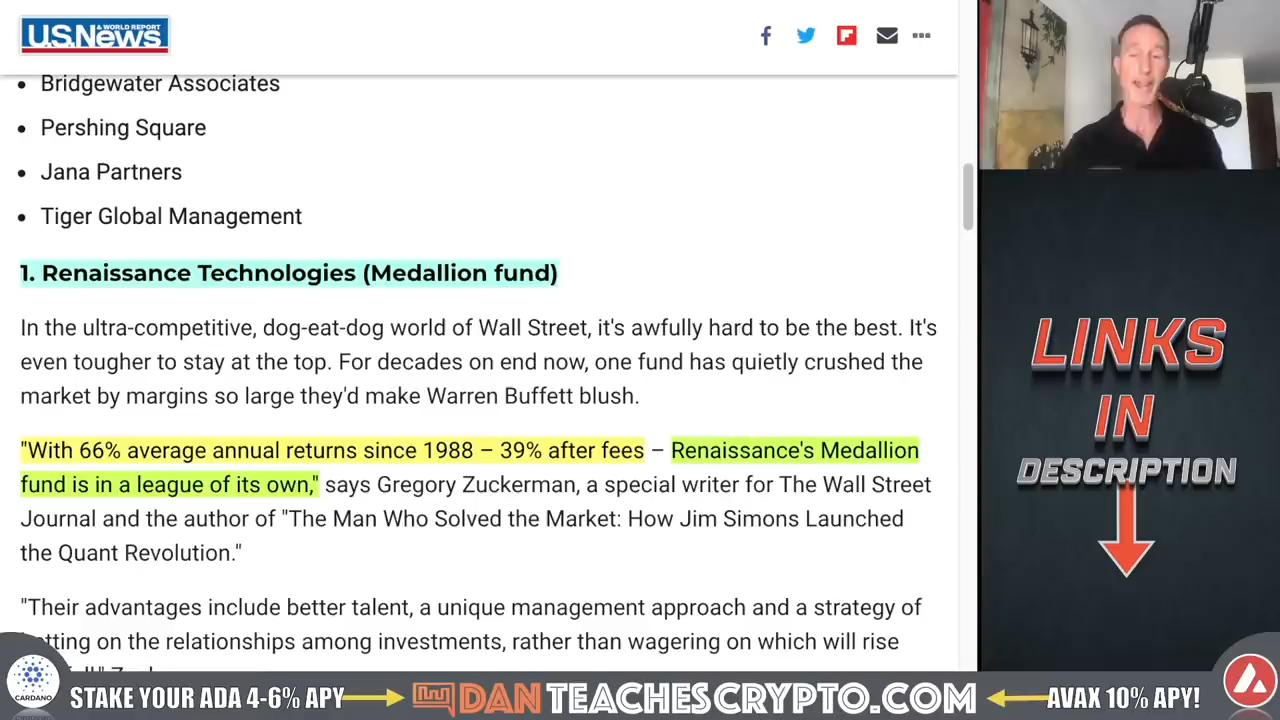 U.S. News
& WORLD REPORT
Bridgewater Associates
Pershing Square
Jana Partners
Tiger Global Management
1. Renaissance Technologies (Medallion fund)
In the ultra-competitive, dog-eat-dog world of Wall Street, it's awfully hard to be the best. It's
even tougher to stay at the top. For decades on end now, one fund has quietly crushed the
market by margins so large they'd make Warren Buffett blush.
"With 66% average annual returns since 1988 – 39% after fees – Renaissance's Medallion
fund is in a league of its own," says Gregory Zuckerman, a special writer for The Wall Street
Journal and the author of "The Man Who Solved the Market: How Jim Simons Launched
the Quant Revolution."
"Their advantages include better talent, a unique management approach and a strategy of
on the relationships among investments, rather than wagering on which will rise
LINKS
IN
DESCRIPTION
CARDANO
STAKE YOUR ADA 4-6% APY
DANTEACHESCRYPTO.COM
AVAX 10% APY!